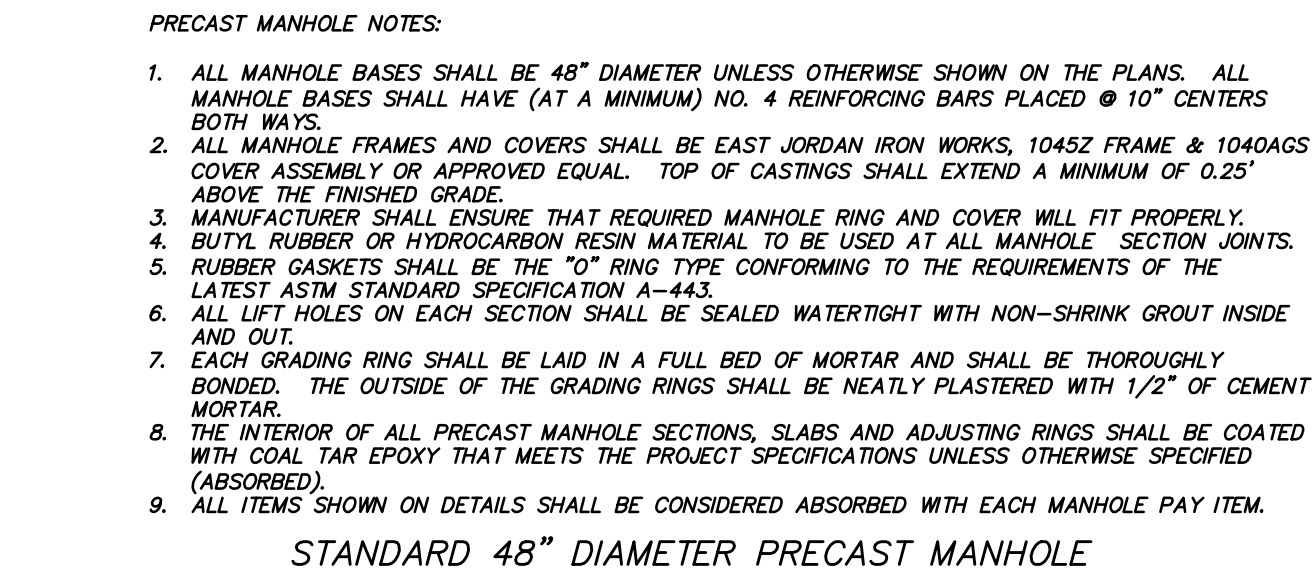 PRECAST MANHOLE NOTES:
1. ALL MANHOLE BASES SHALL BE 48" DIAMETER UNLESS OTHERWISE SHOWN ON THE PLANS. ALL
MANHOLE BASES SHALL HAVE (AT A MINIMUM) NO. 4 REINFORCING BARS PLACED @ 10" CENTERS
BOTH WAYS.
2. ALL MANHOLE FRAMES AND COVERS SHALL BE EAST JORDAN IRON WORKS, 1045Z FRAME & 1040AGS
COVER ASSEMBLY OR APPROVED EQUAL. TOP OF CASTINGS SHALL EXTEND A MINIMUM OF 0.25'
ABOVE THE FINISHED GRADE.
3. MANUFACTURER SHALL ENSURE THAT REQUIRED MANHOLE RING AND COVER WILL FIT PROPERLY.
4. BUTYL RUBBER OR HYDROCARBON RESIN MATERIAL TO BE USED AT ALL MANHOLE SECTION JOINTS.
5. RUBBER GASKETS SHALL BE THE "O" RING TYPE CONFORMING TO THE REQUIREMENTS OF THE
LATEST ASTM STANDARD SPECIFICATION A-443.
6. ALL LIFT HOLES ON EACH SECTION SHALL BE SEALED WATERTIGHT WITH NON-SHRINK GROUT INSIDE
AND OUT.
7. EACH GRADING RING SHALL BE LAID IN A FULL BED OF MORTAR AND SHALL BE THOROUGHLY
BONDED. THE OUTSIDE OF THE GRADING RINGS SHALL BE NEATLY PLASTERED WITH 1/2" OF CEMENT
MORTAR.
8. THE INTERIOR OF ALL PRECAST MANHOLE SECTIONS, SLABS AND ADJUSTING RINGS SHALL BE COATED
WITH COAL TAR EPOXY THAT MEETS THE PROJECT SPECIFICATIONS UNLESS OTHERWISE SPECIFIED
(ABSORBED).
9. ALL ITEMS SHOWN ON DETAILS SHALL BE CONSIDERED ABSORBED WITH EACH MANHOLE PAY ITEM.
STANDARD 48" DIAMETER PRECAST MANHOLE